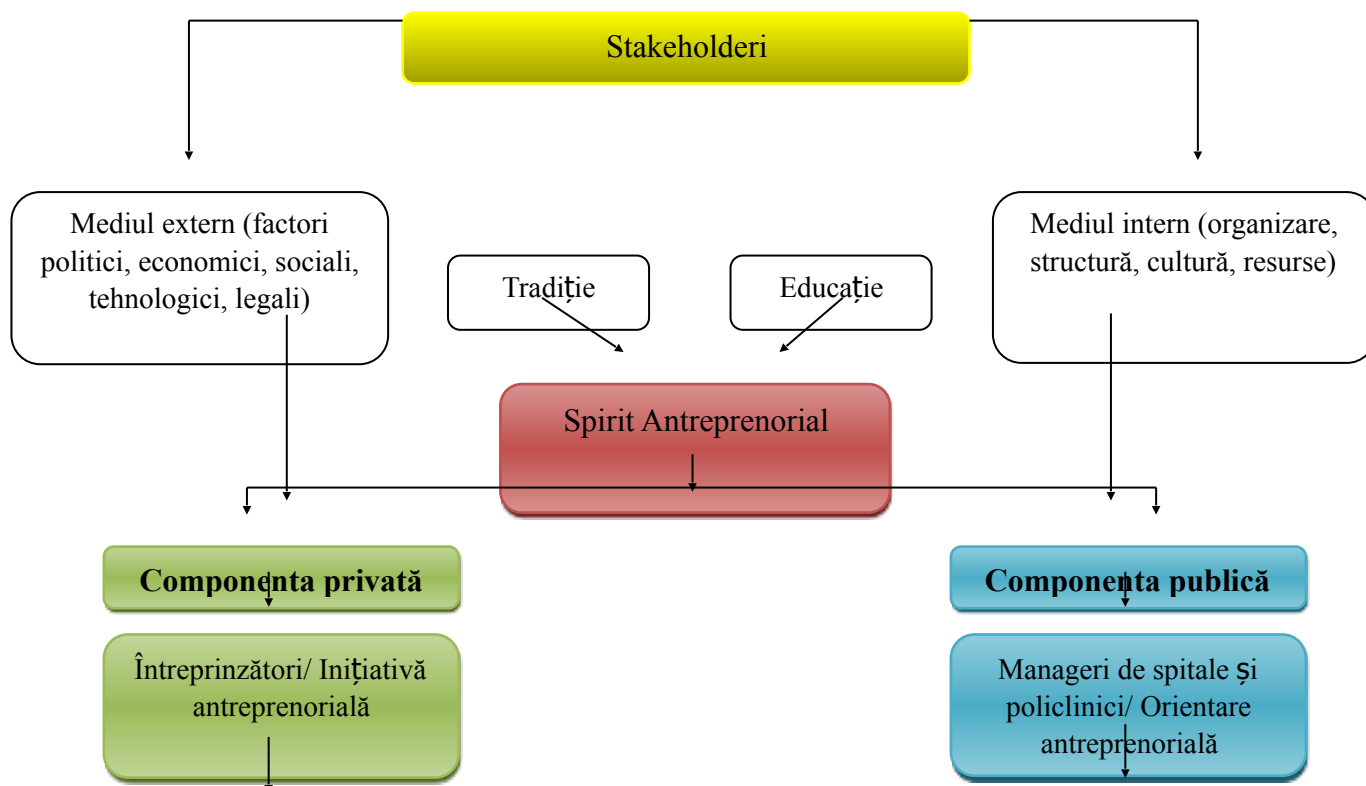 Stakeholderi
Mediul extern (factori
politici, economici, sociali,
tehnologici, legali)
Mediul intern (organizare,
structură, cultură, resurse)
Tradiție
Educație
Spirit Antreprenorial
Componenta privată
Componenta publică
Întreprinzători/ Inițiativă
antreprenorială
Manageri de spitale și
policlinici/ Orientare
antreprenorială